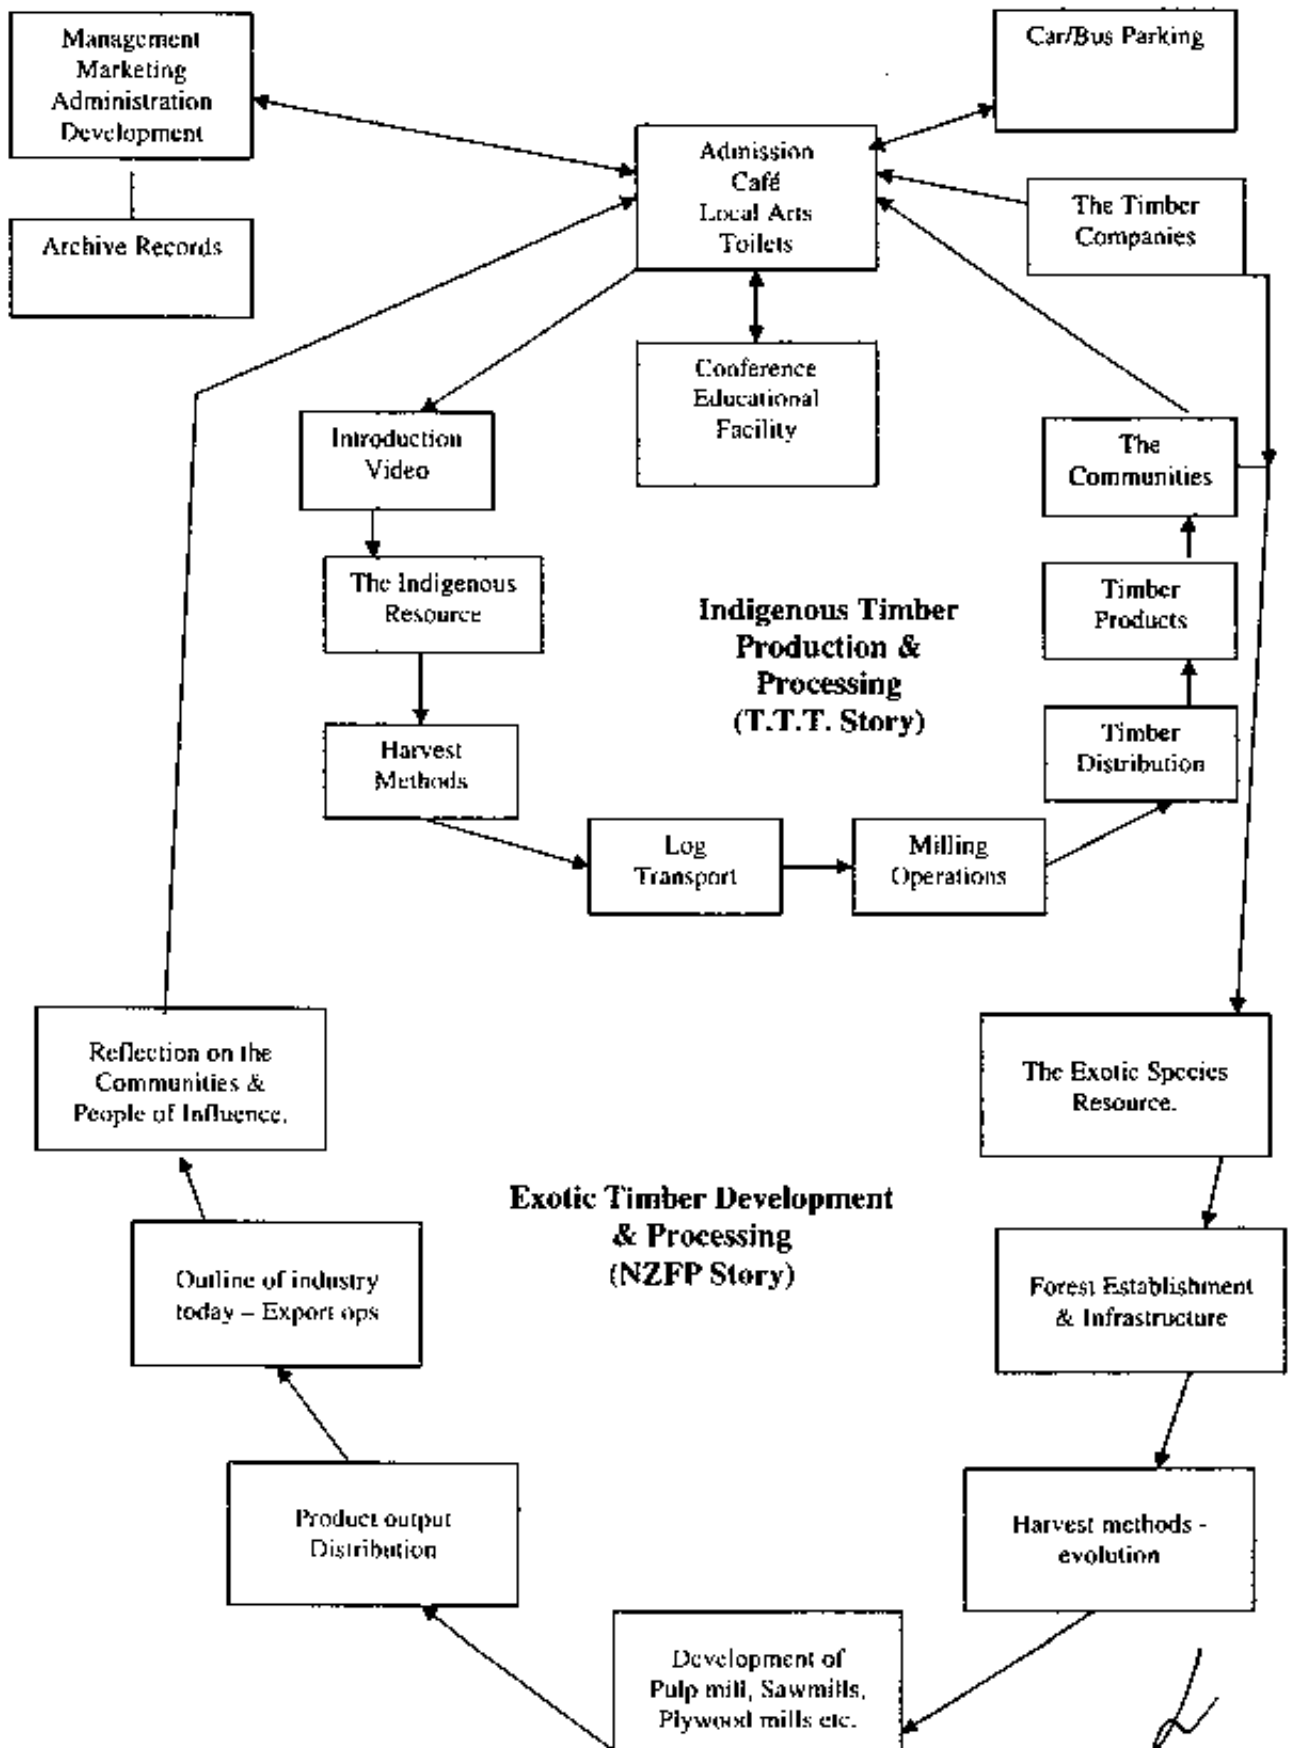 Management
Marketing
Administration
Development
Car/Bus Parking
Admission
Café
Local Arts
Toilets
The Timber
Companies
Archive Records
Conference
Educational
Facility
Introduction
Video
The
Communities
The Indigenous
Resource
Indigenous Timber
Production &
Processing
(T.T.T. Story)
Timber
Products
Harvest
Methods
Timber
Distribution
Log
Transport
Milling
Operations
Reflection on the
Communities &
People of Influence.
The Exotic Species
Resource.
Exotic Timber Development
& Processing
(NZFP Story)
Outline of industry
today – Export ops
Forest Establishment
& Infrastructure
Product output
Distribution
Harvest methods -
evolution
Development of
Pulp mill, Sawmills,
Plywood mills etc.